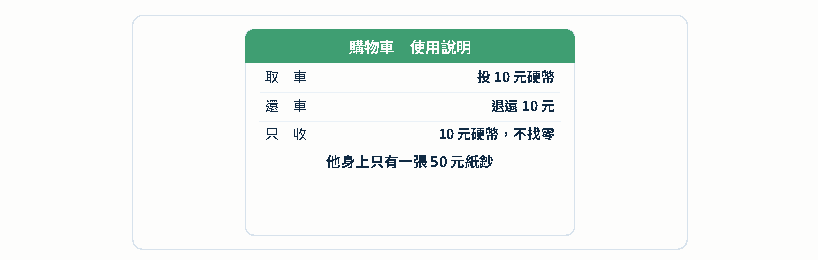 購物車　使用說明
取　車　投 10 元硬幣
還　車　退還 10 元
只　收　10 元硬幣，不找零
他身上只有一張 50 元紙鈔